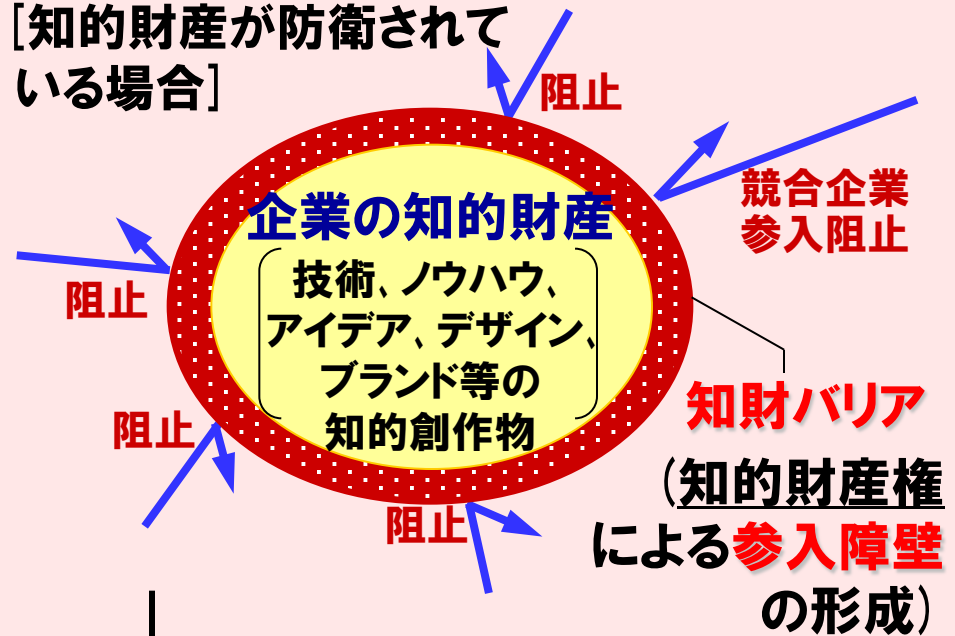 [知的財産が防衛されて
いる場合]
阻止
競合企業
参入阻止
企業の知的財産
技術、ノウハウ、
アイデア、デザイン、
ブランド等の
知的創作物
阻止
阻止
阻止
知財バリア
(知的財産権
による参入障壁
の形成)